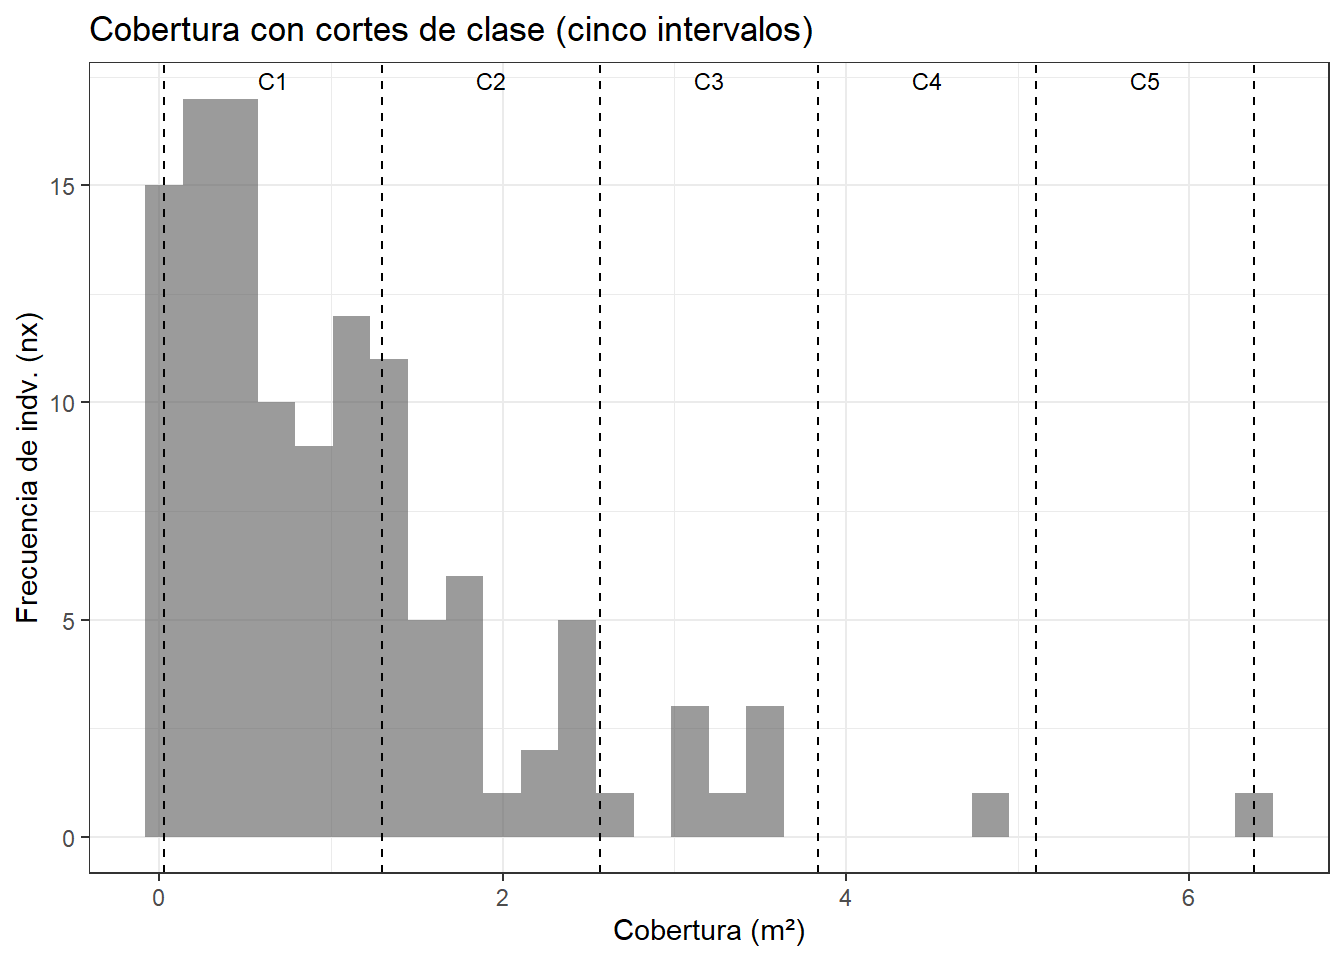 Cobertura con cortes de clase (cinco intervalos)
C1 C2 C3 C4 C5
15
10
5
0
Frecuencia de indv. (nx)
0 2 4 6
Cobertura (m²)